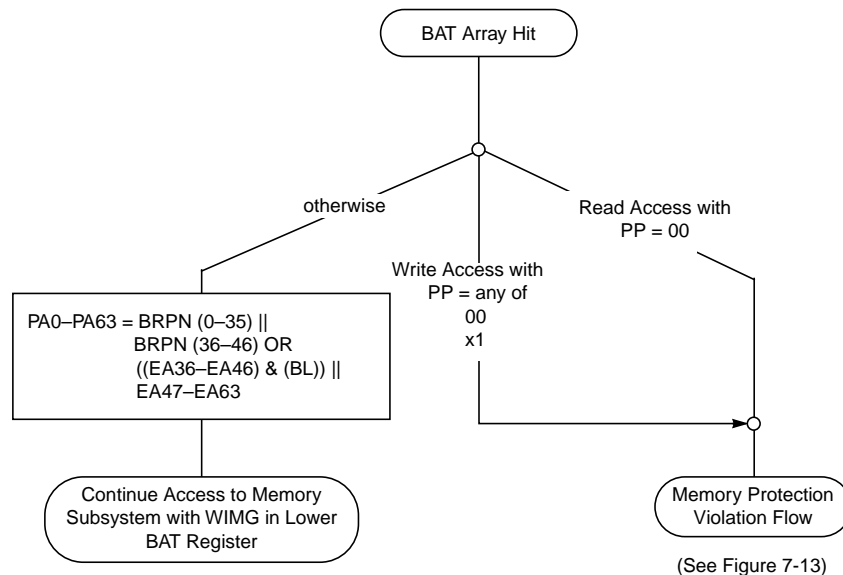 BAT Array Hit
otherwise
Read Access with
PP = 00
Write Access with
PP = any of
00
x1
PA0–PA63 = BRPN (0–35) ||
BRPN (36–46) OR
((EA36–EA46) & (BL)) ||
EA47–EA63
Continue Access to Memory
Subsystem with WIMG in Lower
BAT Register
Memory Protection
Violation Flow
(See Figure 7-13)